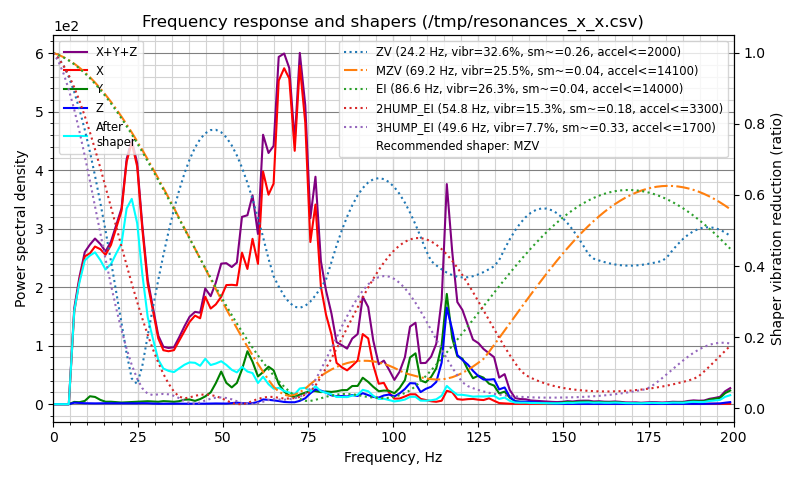 Frequency response and shapers (/tmp/resonances_x_x.csv)
1e2
X+Y+Z
X
Y
Z
After
shaper
ZV (24.2 Hz, vibr=32.6%, sm~=0.26, accel<=2000)
MZV (69.2 Hz, vibr=25.5%, sm~=0.04, accel<=14100)
EI (86.6 Hz, vibr=26.3%, sm~=0.04, accel<=14000)
2HUMP_EI (54.8 Hz, vibr=15.3%, sm~=0.18, accel<=3300)
3HUMP_EI (49.6 Hz, vibr=7.7%, sm~=0.33, accel<=1700)
Recommended shaper: MZV
Power spectral density
6
5
4
3
2
1
0
1.0
0.8
0.6
0.4
0.2
0.0
Shaper vibration reduction (ratio)
0 25 50 75 100 125 150 175 200
Frequency, Hz